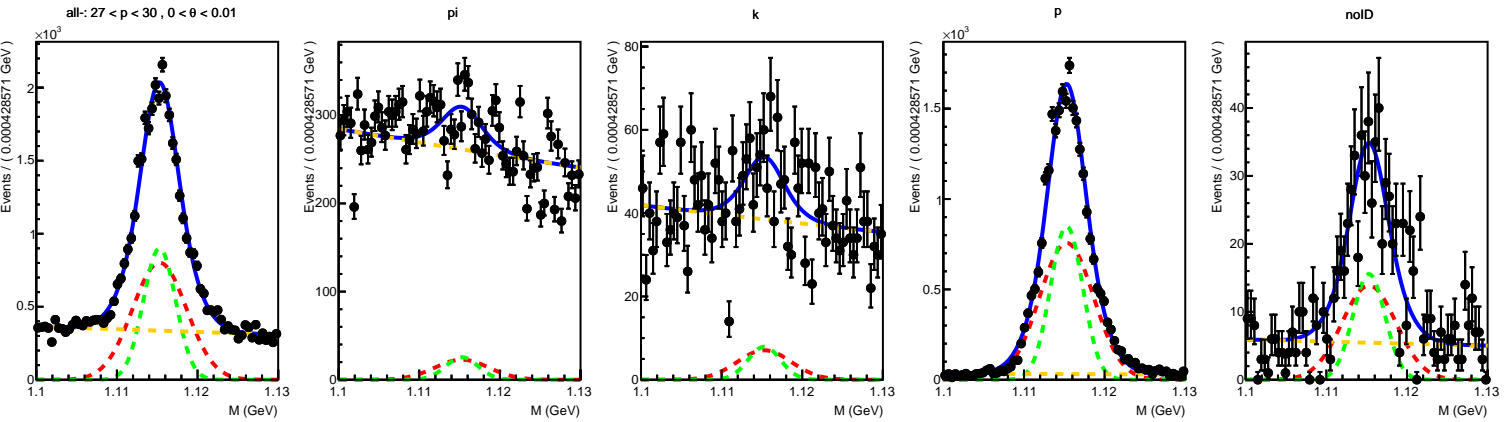 all-: 27 < p < 30 , 0 < θ < 0.01
×10³
Events / ( 0.000428571 GeV )
2
1.5
1
0.5
0
1.1 1.11 1.12 1.13
M (GeV)
pi
Events / ( 0.000428571 GeV )
300
200
100
0
1.1 1.11 1.12 1.13
M (GeV)
k
Events / ( 0.000428571 GeV )
80
60
40
20
0
1.1 1.11 1.12 1.13
M (GeV)
p
×10³
Events / ( 0.000428571 GeV )
1.5
1
0.5
0
1.1 1.11 1.12 1.13
M (GeV)
noID
Events / ( 0.000428571 GeV )
40
30
20
10
0
1.1 1.11 1.12 1.13
M (GeV)